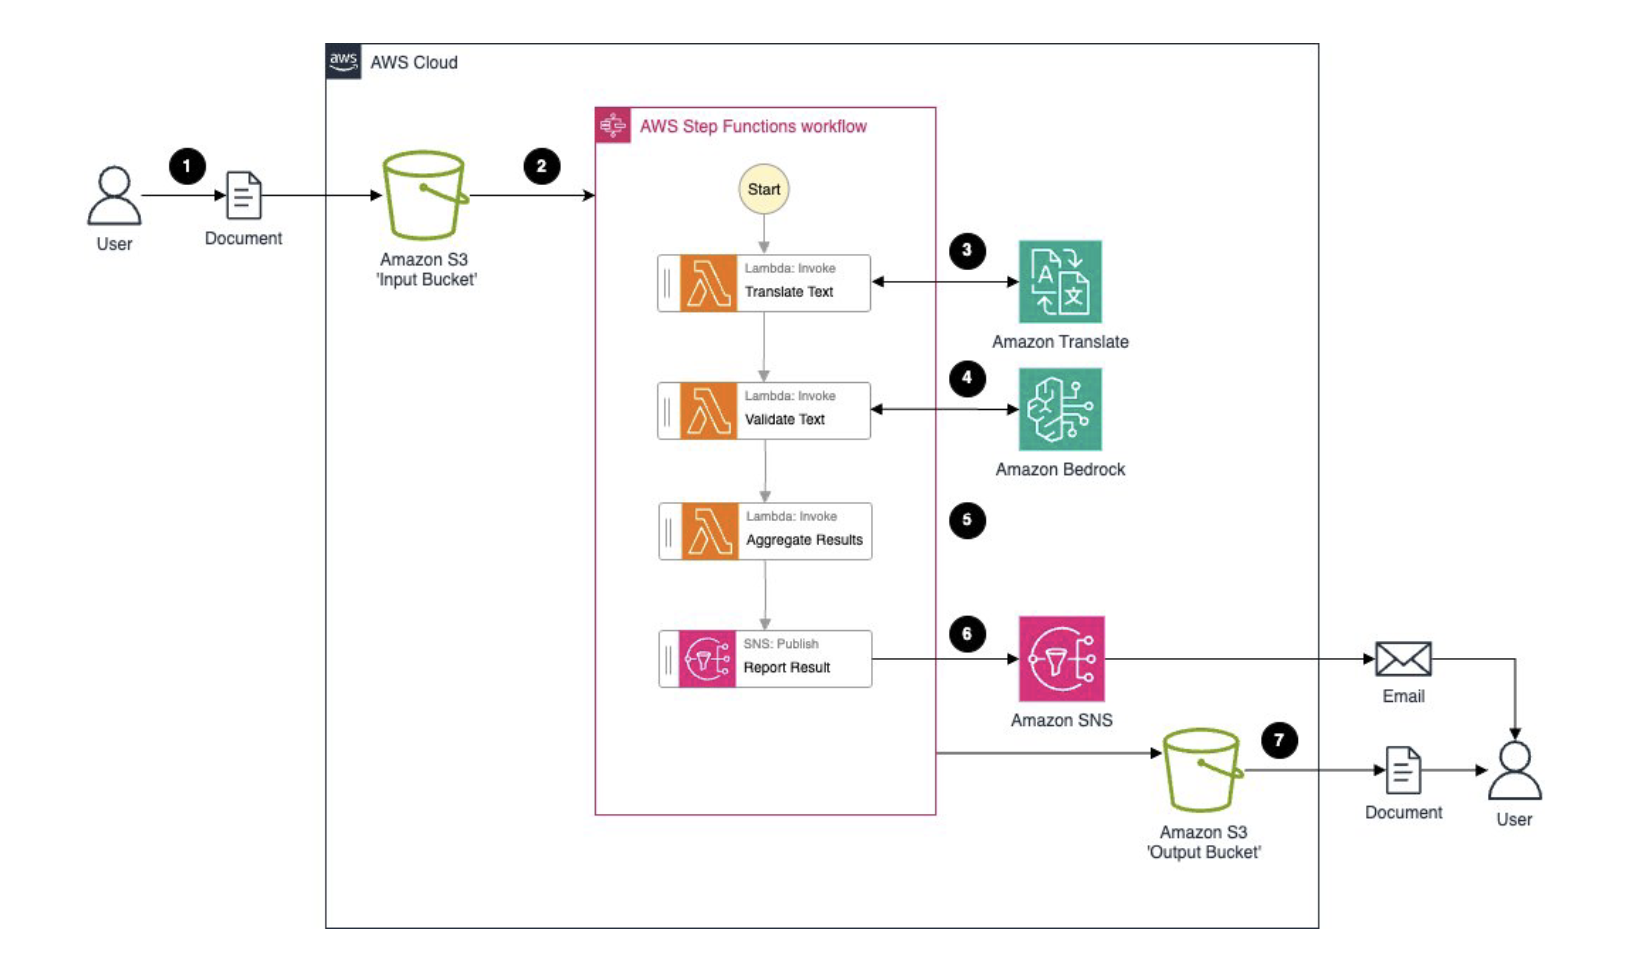 aws
AWS Cloud
AWS Step Functions workflow
1
2
User
Document
Amazon S3
'Input Bucket'
Start
Lambda: Invoke
Translate Text
3
A
文
Amazon Translate
Lambda: Invoke
Validate Text
4
Amazon Bedrock
Lambda: Invoke
Aggregate Results
5
SNS: Publish
Report Result
6
Amazon SNS
Email
7
Amazon S3
'Output Bucket'
Document
User